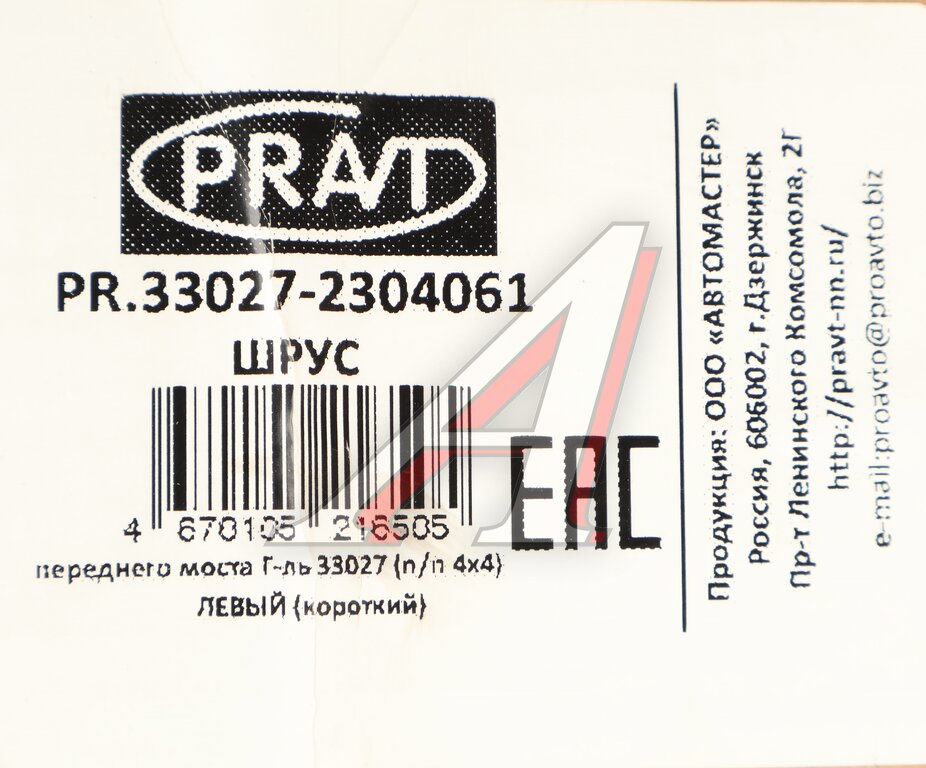 PRAVT
PR.33027-2304061
ШРУС
4 670105 216505
переднего моста Г-ль 33027 (п/п 4x4)
ЛЕВЫЙ (короткий)
EAC
Продукция: ООО «АВТОМАСТЕР»
Россия, 606002, г.Дзержинск
Пр-т Ленинского Комсомола, 2Г
http://pravt-nn.ru/
e-mail:proavto@proavto.biz